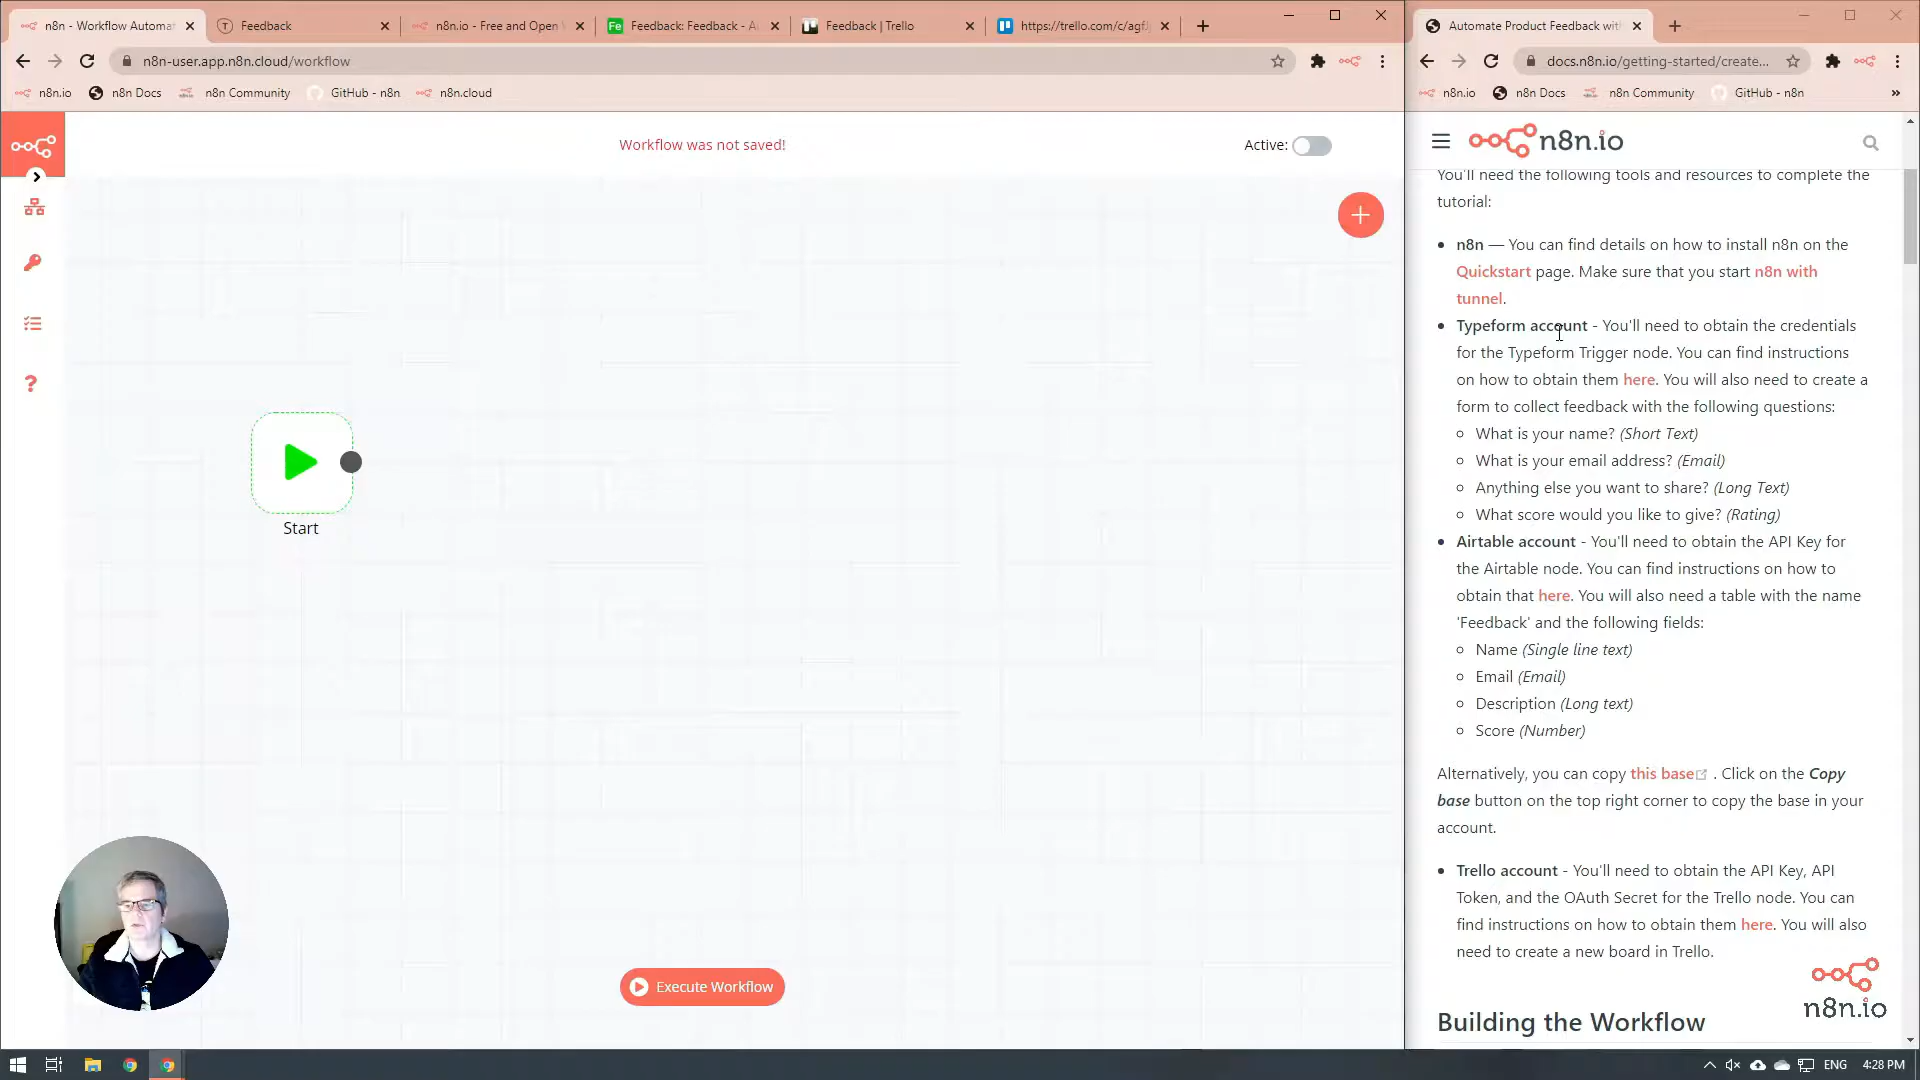 n8n - Workflow Automat
Feedback
n8n.io - Free and Open
Feedback: Feedback - A
Feedback | Trello
https://trello.com/c/agf
n8n-user.app.n8n.cloud/workflow
n8n.io
n8n Docs
n8n Community
GitHub - n8n
n8n.cloud
Workflow was not saved!
Active:
Start
Execute Workflow
Automate Product Feedback wit
docs.n8n.io/getting-started/create...
n8n.io
n8n Docs
n8n Community
GitHub - n8n
»
n8n.io
You'll need the following tools and resources to complete the
tutorial:
n8n — You can find details on how to install n8n on the
Quickstart page. Make sure that you start n8n with
tunnel.
Typeform account - You'll need to obtain the credentials
for the Typeform Trigger node. You can find instructions
on how to obtain them here. You will also need to create a
form to collect feedback with the following questions:
What is your name? (Short Text)
What is your email address? (Email)
Anything else you want to share? (Long Text)
What score would you like to give? (Rating)
Airtable account - You'll need to obtain the API Key for
the Airtable node. You can find instructions on how to
obtain that here. You will also need a table with the name
'Feedback' and the following fields:
Name (Single line text)
Email (Email)
Description (Long text)
Score (Number)
Alternatively, you can copy this base . Click on the Copy
base button on the top right corner to copy the base in your
account.
Trello account - You'll need to obtain the API Key, API
Token, and the OAuth Secret for the Trello node. You can
find instructions on how to obtain them here. You will also
need to create a new board in Trello.
n8n.io
Building the Workflow
ENG
4:28 PM